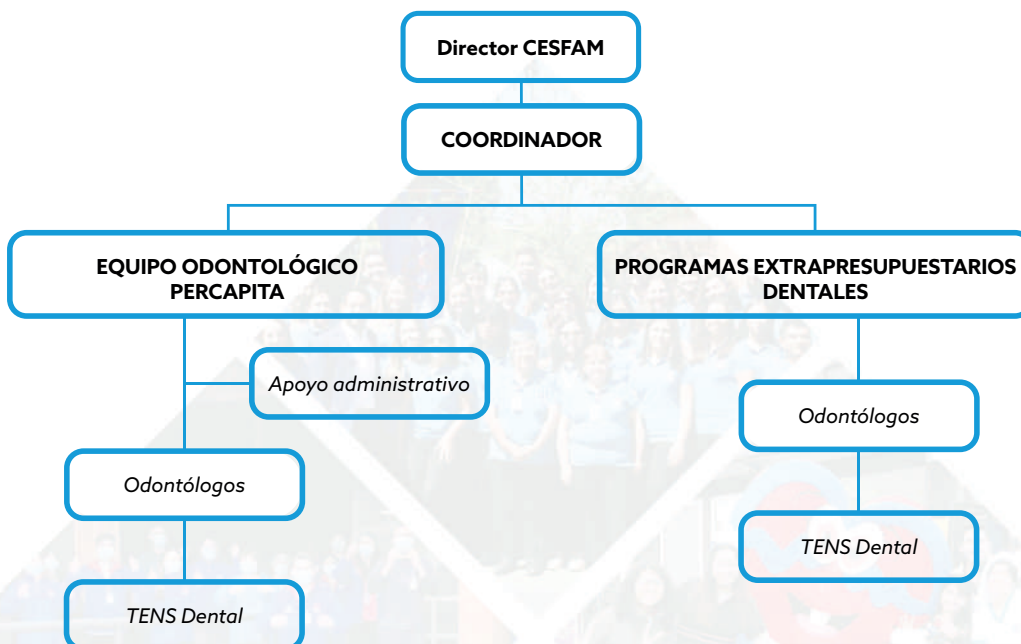 Director CESFAM
COORDINADOR
EQUIPO ODONTOLÓGICO
PERCAPITA
PROGRAMAS EXTRAPRESUPUESTARIOS
DENTALES
Apoyo administrativo
Odontólogos
TENS Dental
Odontólogos
TENS Dental